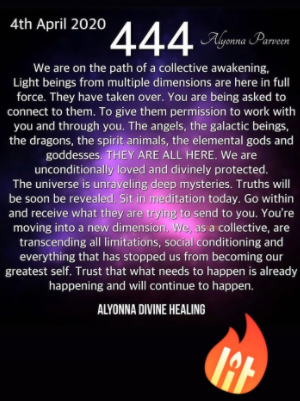 4th April 2020
444
Alyonna Parveen
We are on the path of a collective awakening,
Light beings from multiple dimensions are here in full
force. They have taken over. You are being asked to
connect to them. To give them permission to work with
you and through you. The angels, the galactic beings,
the dragons, the spirit animals, the elemental gods and
goddesses. THEY ARE ALL HERE. We are
unconditionally loved and divinely protected.
The universe is unraveling deep mysteries. Truths will
be soon be revealed. Sit in meditation today. Go within
and receive what they are trying to send to you. You're
moving into a new dimension. We, as a collective, are
transcending all limitations, social conditioning and
everything that has stopped us from becoming our
greatest self. Trust that what needs to happen is already
happening and will continue to happen.
ALYONNA DIVINE HEALING
lit